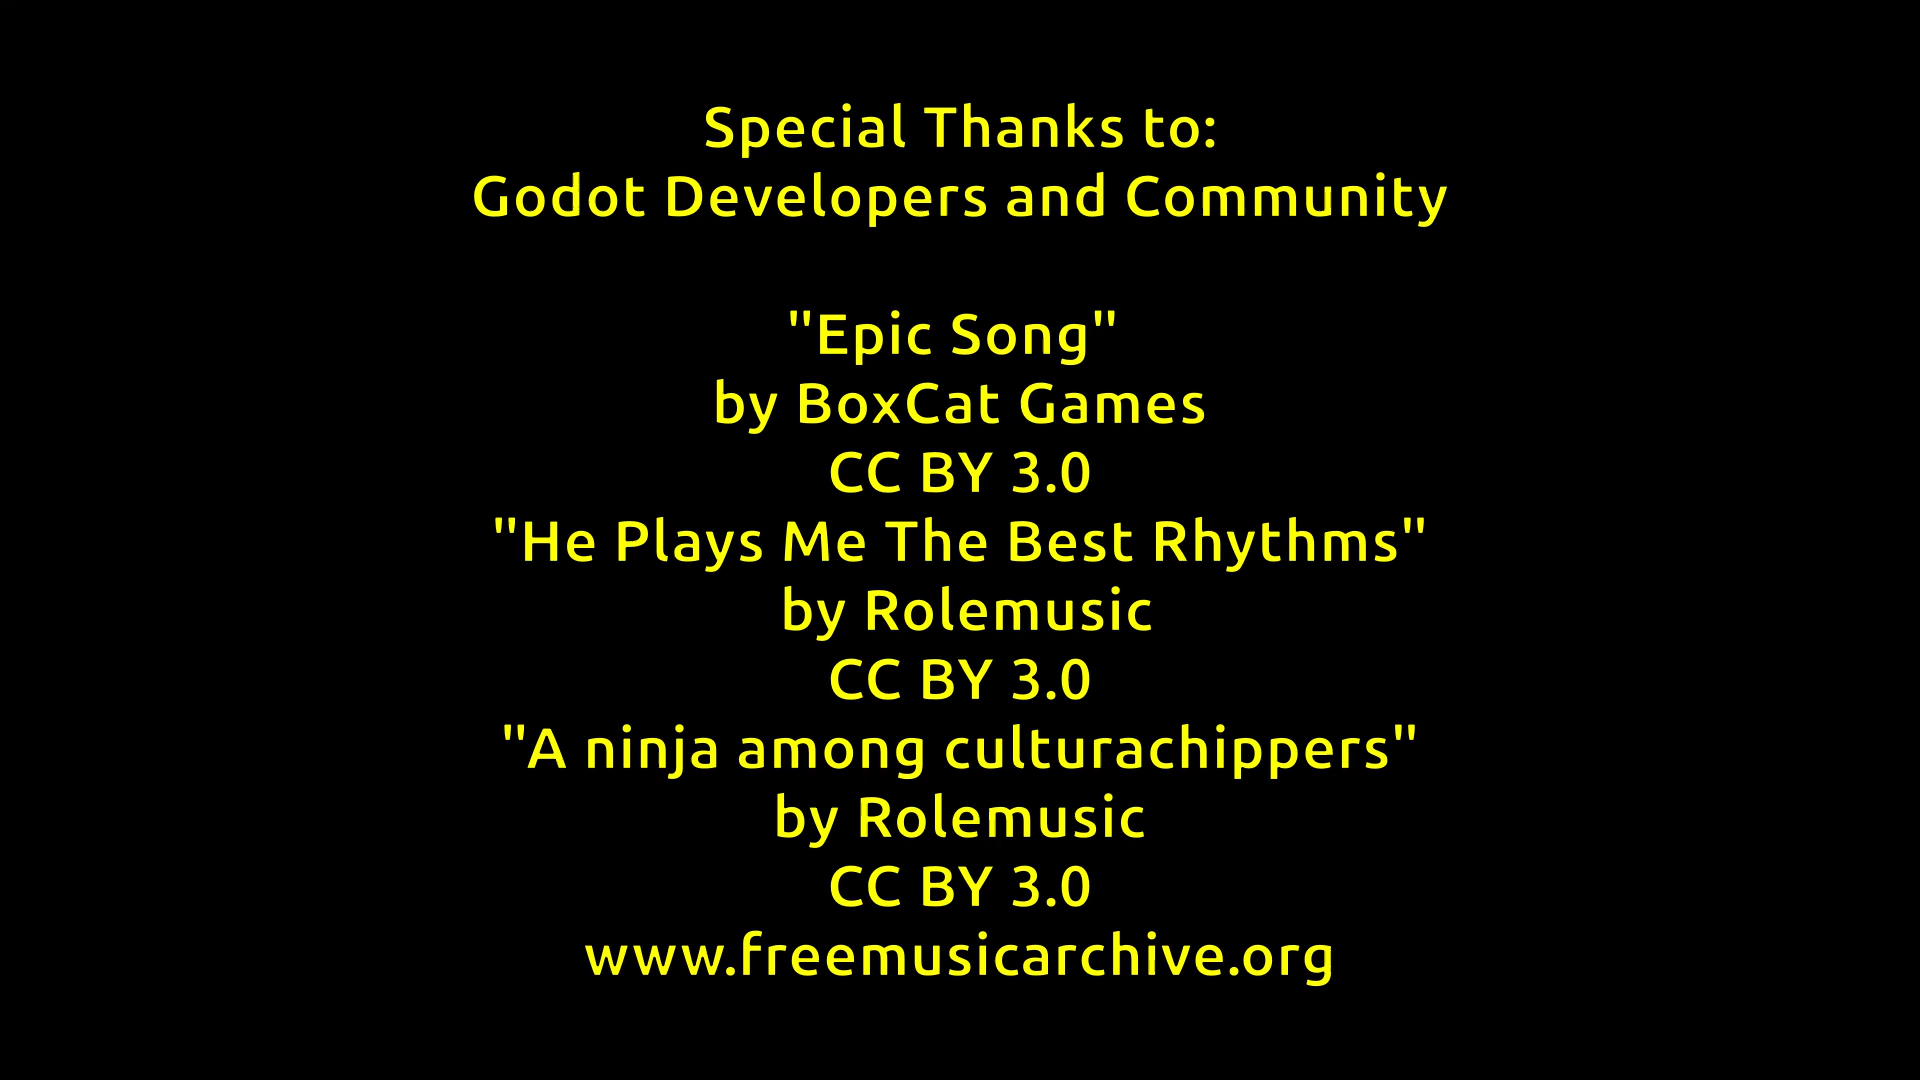 Special Thanks to:
Godot Developers and Community
"Epic Song"
by BoxCat Games
CC BY 3.0
"He Plays Me The Best Rhythms"
by Rolemusic
CC BY 3.0
"A ninja among culturachippers"
by Rolemusic
CC BY 3.0
www.freemusicarchive.org